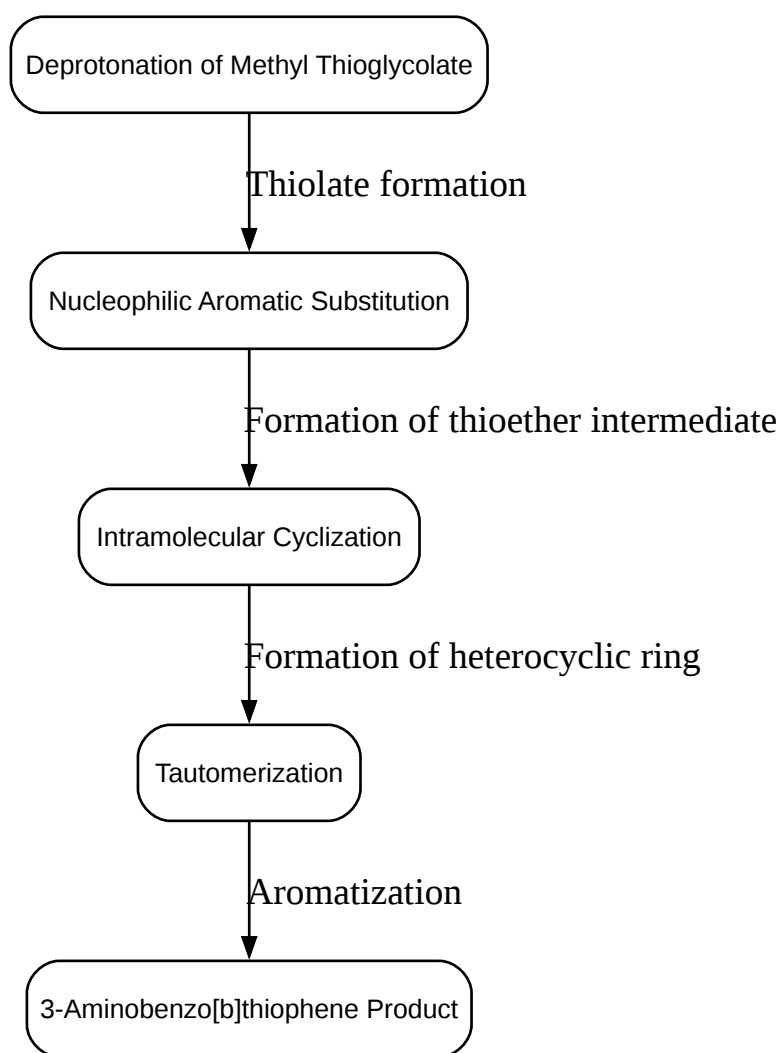 Deprotonation of Methyl Thioglycolate
Thiolate formation
Nucleophilic Aromatic Substitution
Formation of thioether intermediate
Intramolecular Cyclization
Formation of heterocyclic ring
Tautomerization
Aromatization
3-Aminobenzo[b]thiophene Product